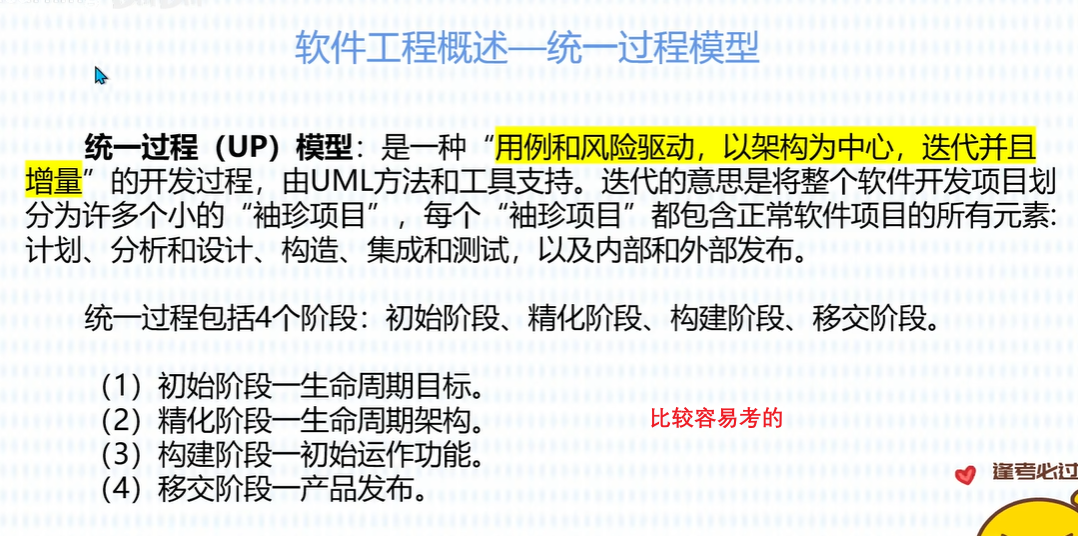 软件工程概述—统一过程模型
统一过程（UP）模型：是一种“用例和风险驱动，以架构为中心，迭代并且
增量”的开发过程，由UML方法和工具支持。迭代的意思是将整个软件开发项目划
分为许多个小的“袖珍项目”，每个“袖珍项目”都包含正常软件项目的所有元素:
计划、分析和设计、构造、集成和测试，以及内部和外部发布。
统一过程包括4个阶段：初始阶段、精化阶段、构建阶段、移交阶段。
（1）初始阶段—生命周期目标。
（2）精化阶段—生命周期架构。
（3）构建阶段—初始运作功能。
（4）移交阶段—产品发布。
比较容易考的
逢考必过